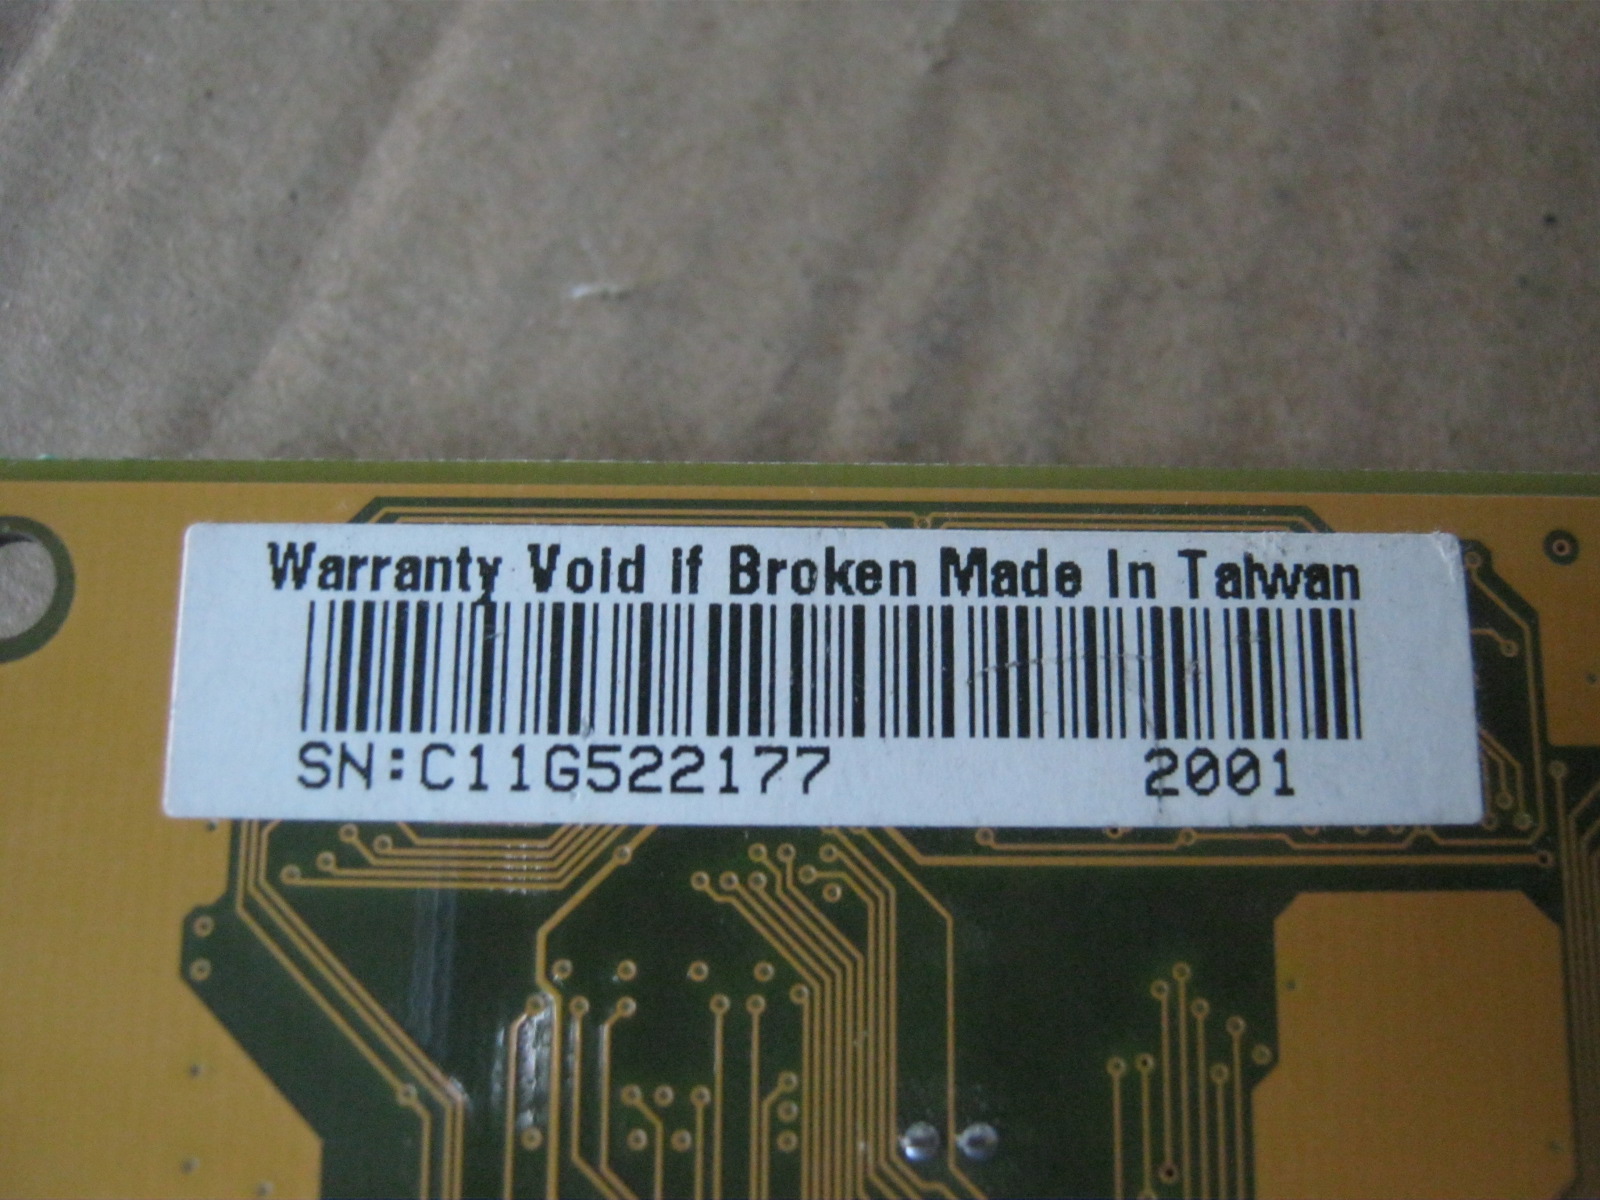 Warranty Void if Broken Made In Taiwan
SN:C11G522177 2001